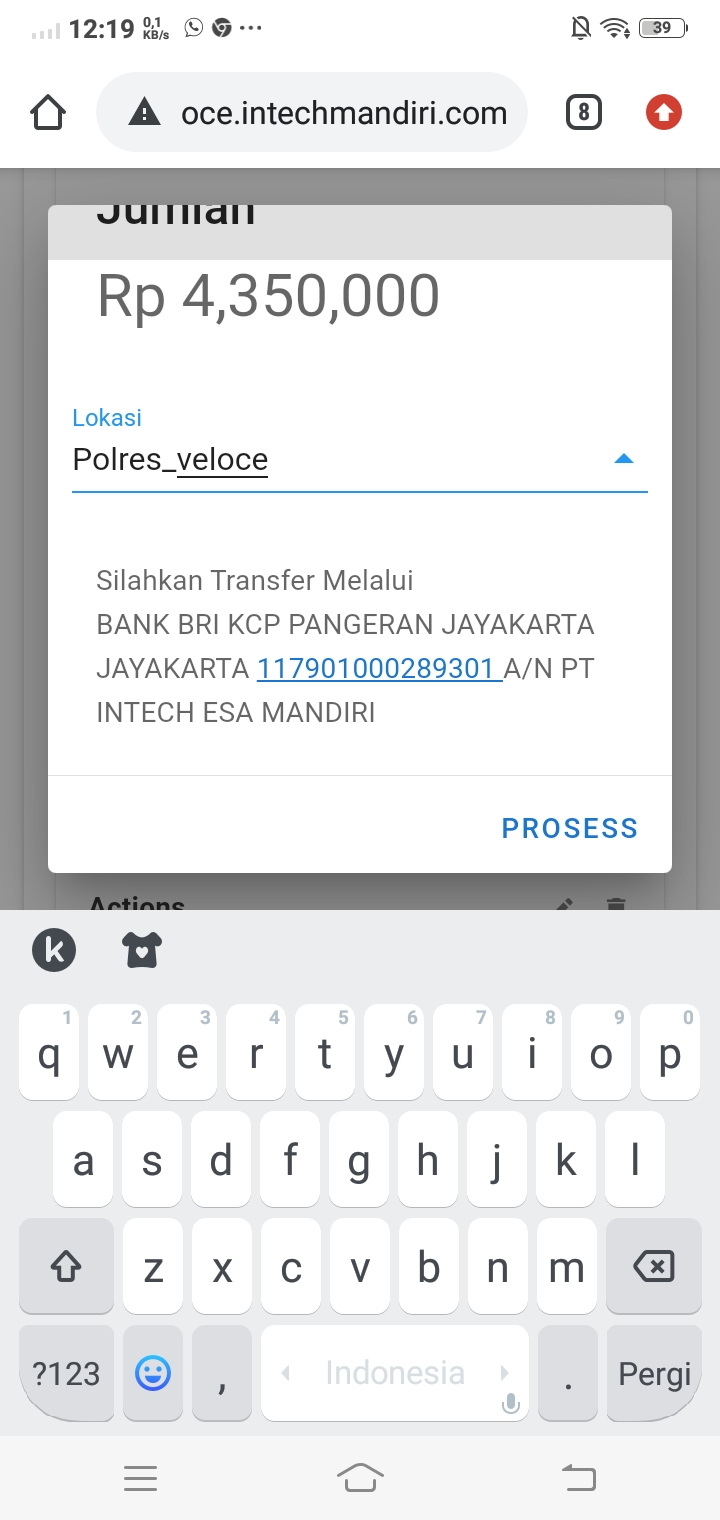 12:19 0,1 KB/s
39
oce.intechmandiri.com 8
Jumlah
Rp 4,350,000
Lokasi
Polres_veloce
Silahkan Transfer Melalui
BANK BRI KCP PANGERAN JAYAKARTA
JAYAKARTA 117901000289301 A/N PT
INTECH ESA MANDIRI
PROSESS
Actions
k
1 2 3 4 5 6 7 8 9 0
q w e r t y u i o p
a s d f g h j k l
z x c v b n m
?123 , Indonesia . Pergi